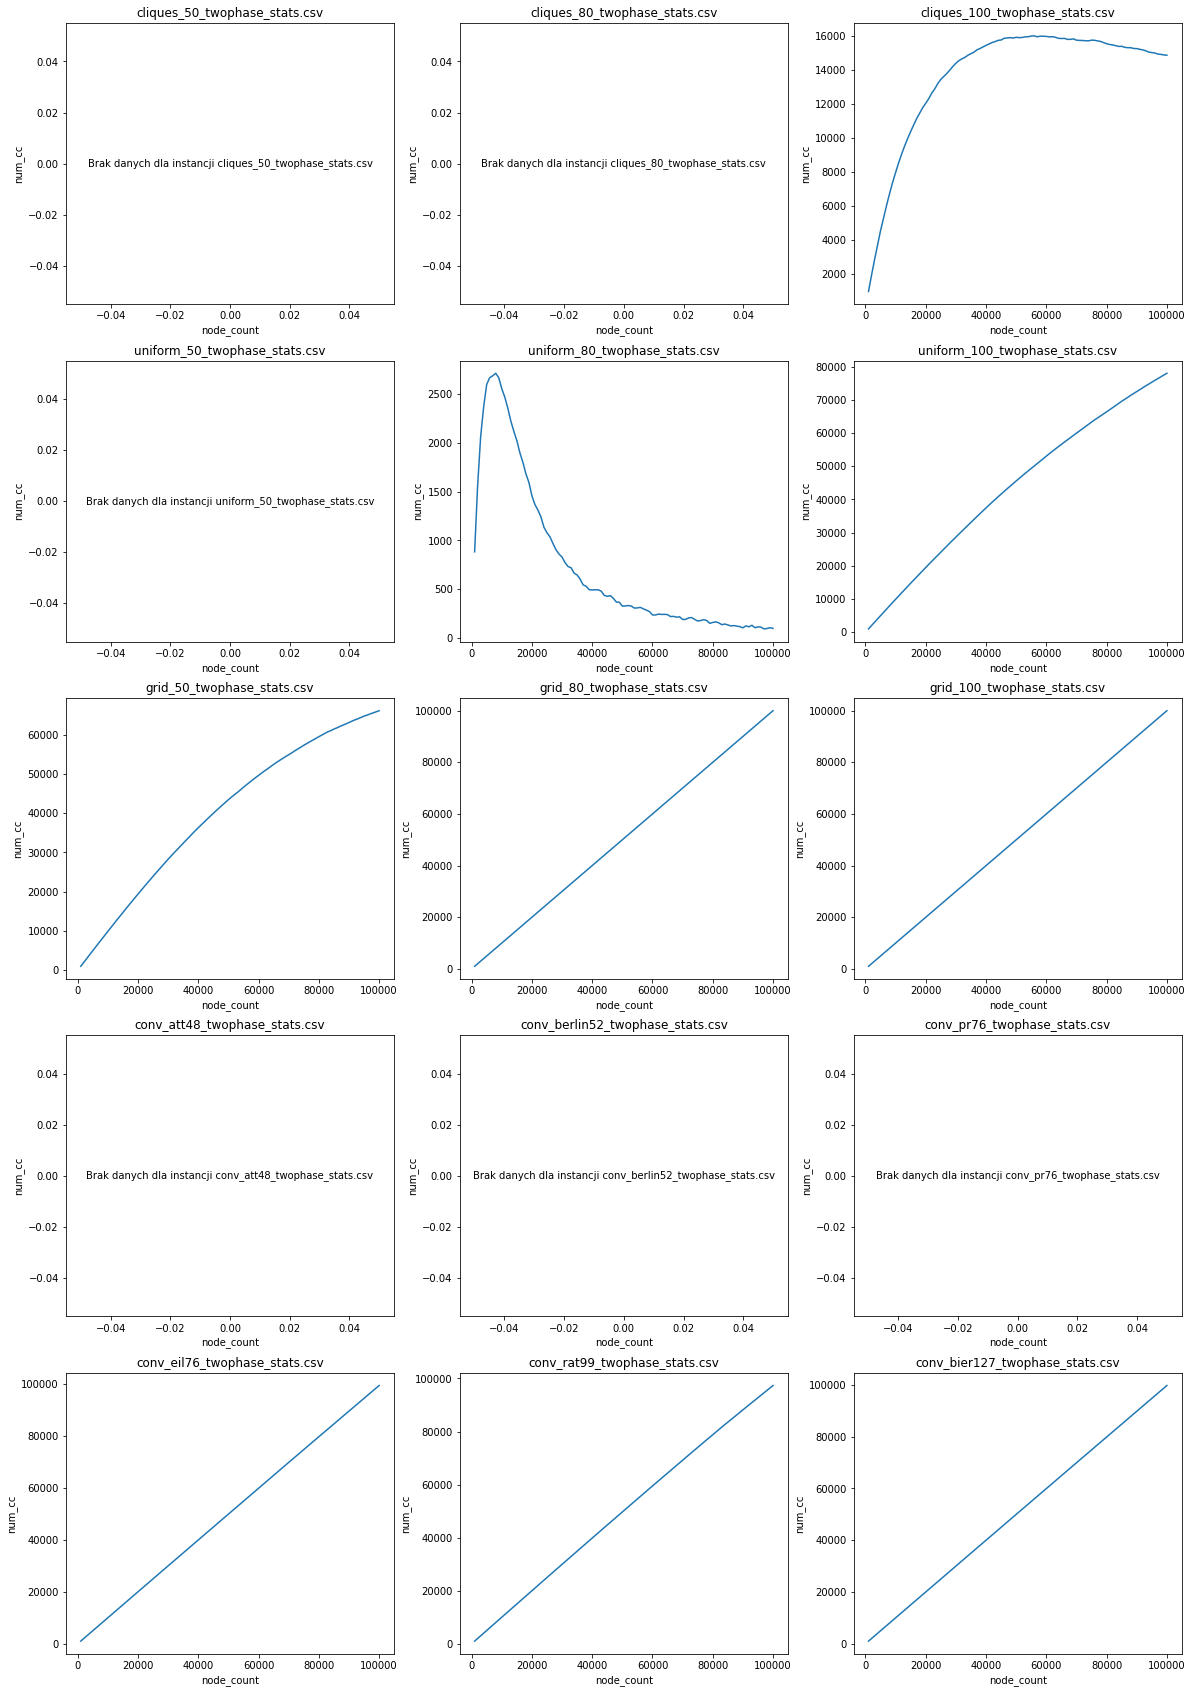 cliques_50_twophase_stats.csv
0.04
0.02
0.00
−0.02
−0.04
num_cc
Brak danych dla instancji cliques_50_twophase_stats.csv
−0.04 −0.02 0.00 0.02 0.04
node_count
cliques_80_twophase_stats.csv
0.04
0.02
0.00
−0.02
−0.04
num_cc
Brak danych dla instancji cliques_80_twophase_stats.csv
−0.04 −0.02 0.00 0.02 0.04
node_count
cliques_100_twophase_stats.csv
16000
14000
12000
10000
8000
6000
4000
2000
num_cc
0 20000 40000 60000 80000 100000
node_count
uniform_50_twophase_stats.csv
0.04
0.02
0.00
−0.02
−0.04
num_cc
Brak danych dla instancji uniform_50_twophase_stats.csv
−0.04 −0.02 0.00 0.02 0.04
node_count
uniform_80_twophase_stats.csv
2500
2000
1500
1000
500
0
num_cc
0 20000 40000 60000 80000 100000
node_count
uniform_100_twophase_stats.csv
80000
70000
60000
50000
40000
30000
20000
10000
0
num_cc
0 20000 40000 60000 80000 100000
node_count
grid_50_twophase_stats.csv
60000
50000
40000
30000
20000
10000
0
num_cc
0 20000 40000 60000 80000 100000
node_count
grid_80_twophase_stats.csv
100000
80000
60000
40000
20000
0
num_cc
0 20000 40000 60000 80000 100000
node_count
grid_100_twophase_stats.csv
100000
80000
60000
40000
20000
0
num_cc
0 20000 40000 60000 80000 100000
node_count
conv_att48_twophase_stats.csv
0.04
0.02
0.00
−0.02
−0.04
num_cc
Brak danych dla instancji conv_att48_twophase_stats.csv
−0.04 −0.02 0.00 0.02 0.04
node_count
conv_berlin52_twophase_stats.csv
0.04
0.02
0.00
−0.02
−0.04
num_cc
Brak danych dla instancji conv_berlin52_twophase_stats.csv
−0.04 −0.02 0.00 0.02 0.04
node_count
conv_pr76_twophase_stats.csv
0.04
0.02
0.00
−0.02
−0.04
num_cc
Brak danych dla instancji conv_pr76_twophase_stats.csv
−0.04 −0.02 0.00 0.02 0.04
node_count
conv_eil76_twophase_stats.csv
100000
80000
60000
40000
20000
0
num_cc
0 20000 40000 60000 80000 100000
node_count
conv_rat99_twophase_stats.csv
100000
80000
60000
40000
20000
0
num_cc
0 20000 40000 60000 80000 100000
node_count
conv_bier127_twophase_stats.csv
100000
80000
60000
40000
20000
0
num_cc
0 20000 40000 60000 80000 100000
node_count